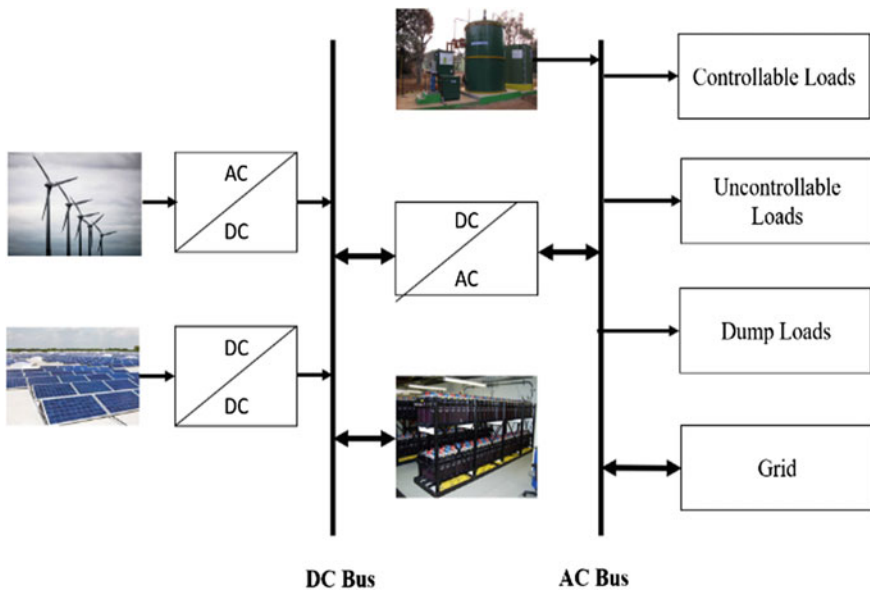 Controllable Loads
AC
DC
Uncontrollable
Loads
DC
AC
DC
DC
Dump Loads
Grid
DC Bus
AC Bus